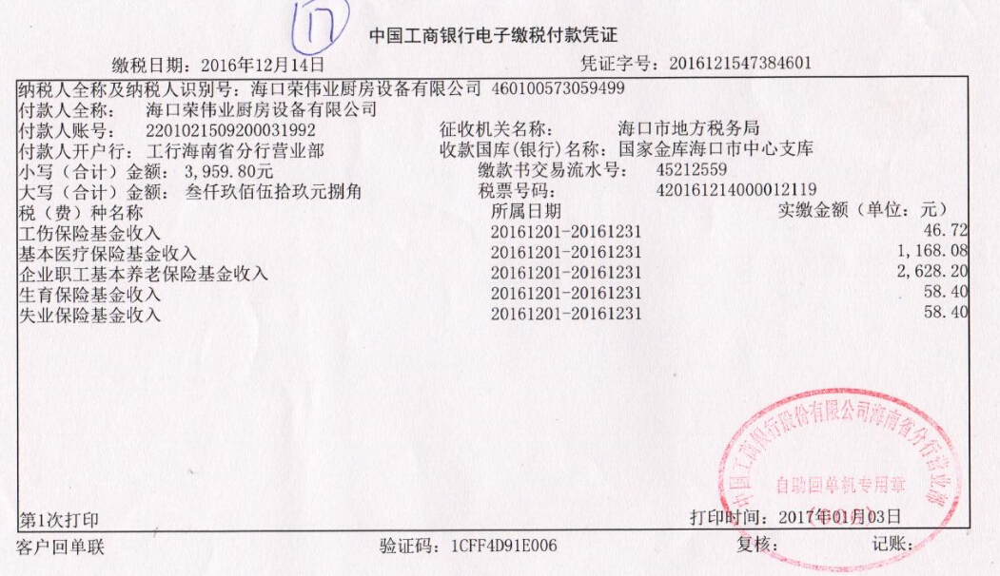 17
中国工商银行电子缴税付款凭证
缴税日期：2016年12月14日 凭证字号：2016121547384601
纳税人全称及纳税人识别号：海口荣伟业厨房设备有限公司 460100573059499
付款人全称： 海口荣伟业厨房设备有限公司
付款人账号： 2201021509200031992 征收机关名称： 海口市地方税务局
付款人开户行：工行海南省分行营业部 收款国库(银行)名称：国家金库海口市中心支库
小写（合计）金额： 3,959.80元 缴款书交易流水号： 45212559
大写（合计）金额： 叁仟玖佰伍拾玖元捌角 税票号码： 420161214000012119
税（费）种名称 所属日期 实缴金额（单位：元）
工伤保险基金收入 20161201-20161231 46.72
基本医疗保险基金收入 20161201-20161231 1,168.08
企业职工基本养老保险基金收入 20161201-20161231 2,628.20
生育保险基金收入 20161201-20161231 58.40
失业保险基金收入 20161201-20161231 58.40
中国工商银行股份有限公司海南省分行营业部
自助回单机专用章
第1次打印 打印时间：2017年01月03日
客户回单联 验证码：1CFF4D91E006 复核： 记账：